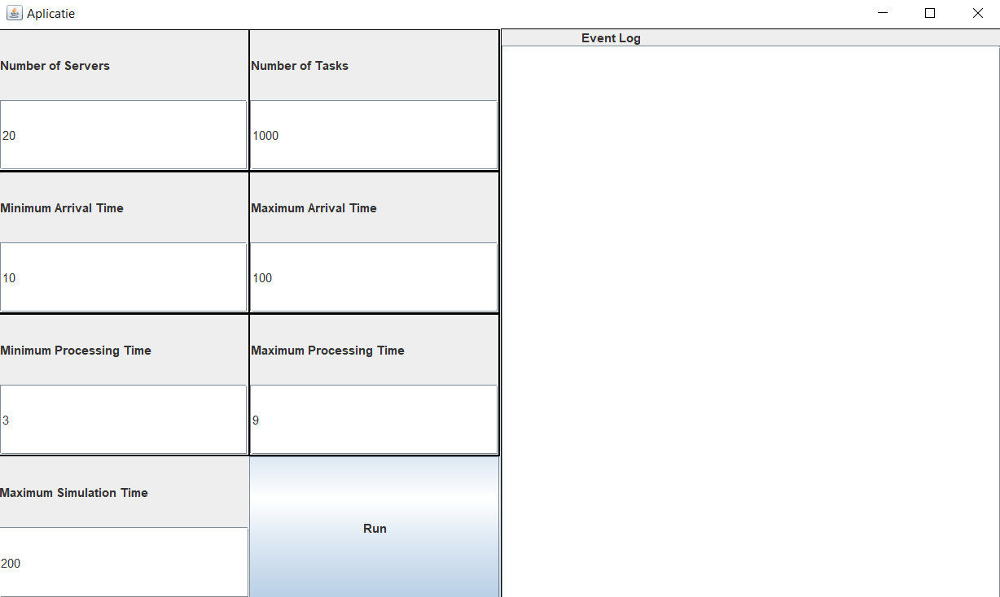 Aplicatie
Number of Servers
Number of Tasks
20
1000
Minimum Arrival Time
Maximum Arrival Time
10
100
Minimum Processing Time
Maximum Processing Time
3
9
Maximum Simulation Time
200
Run
Event Log